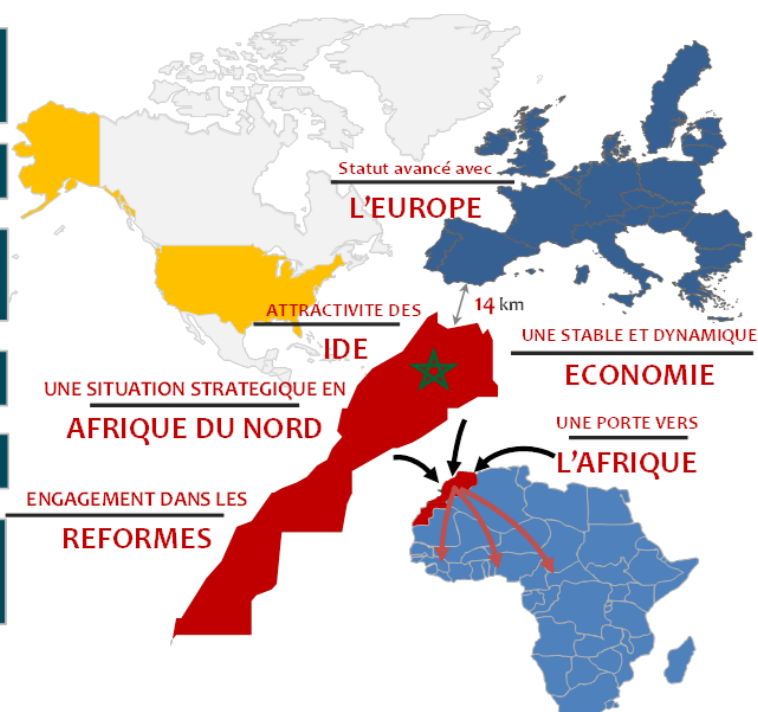 Statut avancé avec
L'EUROPE
14 km
ATTRACTIVITE DES
IDE
UNE STABLE ET DYNAMIQUE
ECONOMIE
UNE SITUATION STRATEGIQUE EN
AFRIQUE DU NORD
UNE PORTE VERS
L'AFRIQUE
ENGAGEMENT DANS LES
REFORMES